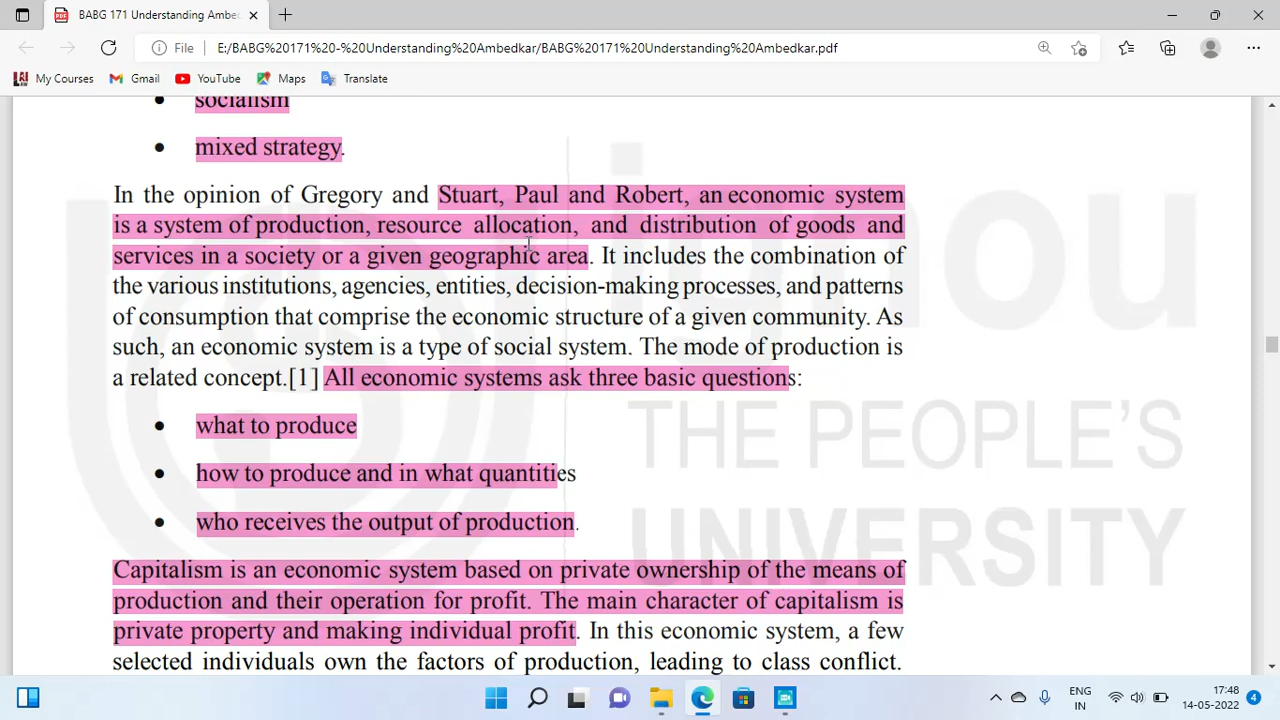 BABG 171 Understanding Ambec
File
E:/BABG%20171%20-%20Understanding%20Ambedkar/BABG%20171%20Understanding%20Ambedkar.pdf
My Courses
Gmail
YouTube
Maps
Translate
• socialism
• mixed strategy.
In the opinion of Gregory and Stuart, Paul and Robert, an economic system
is a system of production, resource allocation, and distribution of goods and
services in a society or a given geographic area. It includes the combination of
the various institutions, agencies, entities, decision-making processes, and patterns
of consumption that comprise the economic structure of a given community. As
such, an economic system is a type of social system. The mode of production is
a related concept.[1] All economic systems ask three basic questions:
• what to produce
• how to produce and in what quantities
• who receives the output of production.
Capitalism is an economic system based on private ownership of the means of
production and their operation for profit. The main character of capitalism is
private property and making individual profit. In this economic system, a few
selected individuals own the factors of production, leading to class conflict.
ignou
THE PEOPLE'S
UNIVERSITY
ENG
IN
17:48
14-05-2022
4